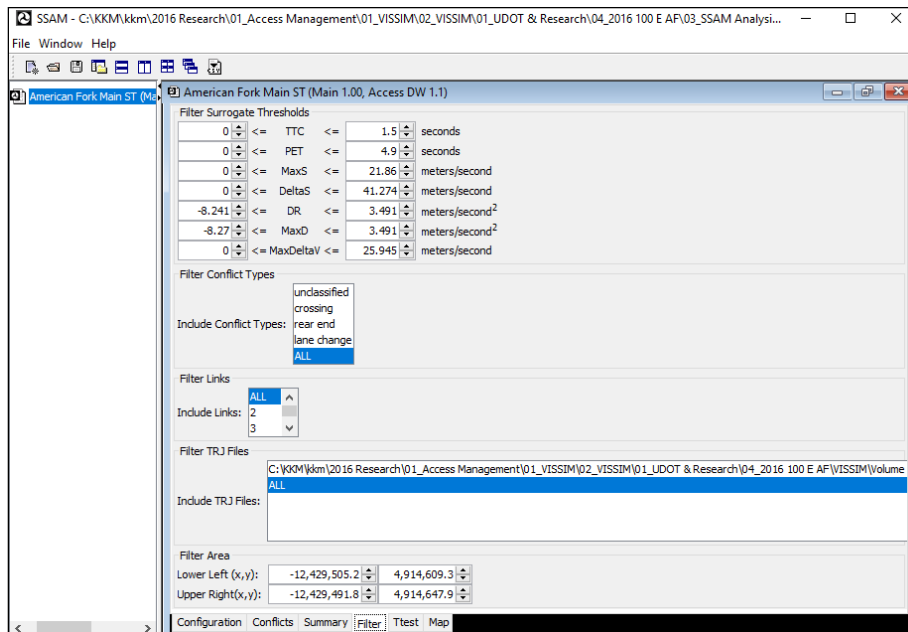 SSAM - C:\KKM\kkm\2016 Research\01_Access Management\01_VISSIM\02_VISSIM\01_UDOT & Research\04_2016 100 E AF\03_SSAM Analysi...
File Window Help
American Fork Main ST (Ma
American Fork Main ST (Main 1.00, Access DW 1.1)
Filter Surrogate Thresholds
0 <= TTC <= 1.5 seconds
0 <= PET <= 4.9 seconds
0 <= MaxS <= 21.86 meters/second
0 <= DeltaS <= 41.274 meters/second
-8.241 <= DR <= 3.491 meters/second²
-8.27 <= MaxD <= 3.491 meters/second²
0 <= MaxDeltaV <= 25.945 meters/second
Filter Conflict Types
Include Conflict Types:
unclassified
crossing
rear end
lane change
ALL
Filter Links
Include Links:
ALL
2
3
Filter TRJ Files
Include TRJ Files:
C:\KKM\kkm\2016 Research\01_Access Management\01_VISSIM\02_VISSIM\01_UDOT & Research\04_2016 100 E AF\VISSIM\Volume
ALL
Filter Area
Lower Left (x,y): -12,429,505.2 4,914,609.3
Upper Right(x,y): -12,429,491.8 4,914,647.9
Configuration Conflicts Summary Filter Ttest Map